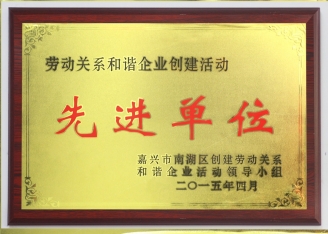 劳动关系和谐企业创建活动
先进单位
嘉兴市南湖区创建劳动关系
和谐企业活动领导小组
二〇一五年四月